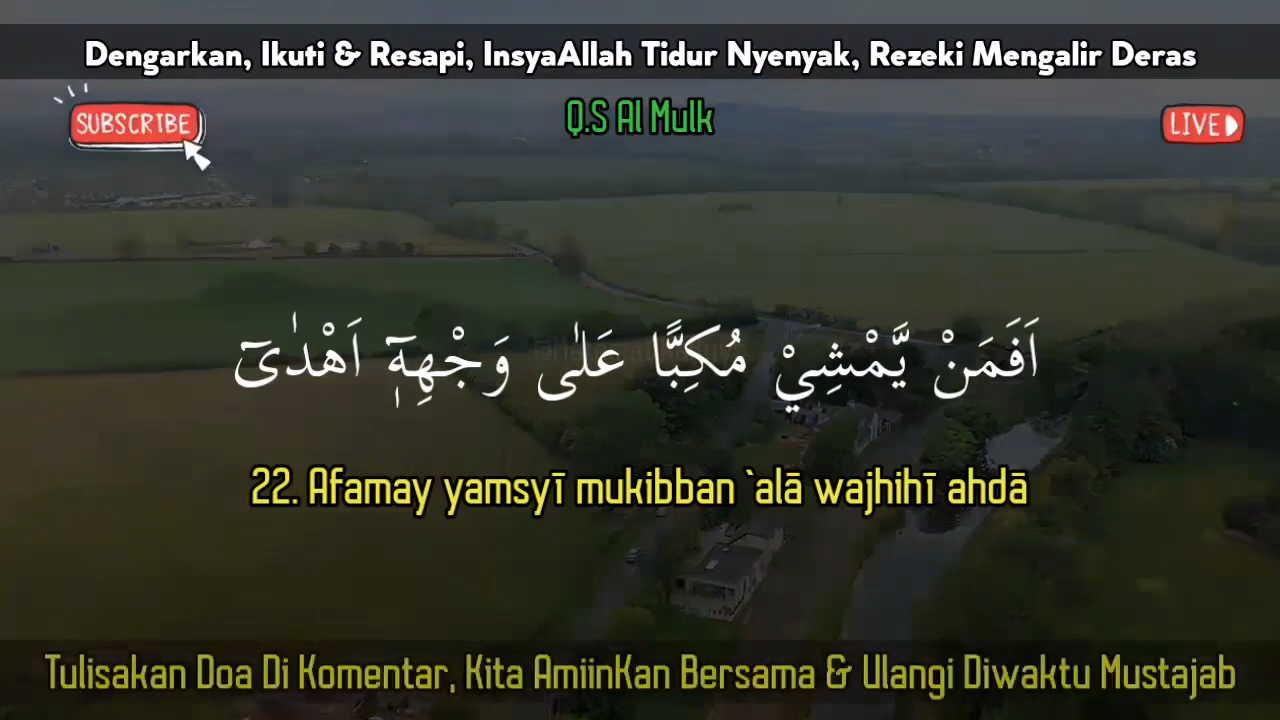 Dengarkan, Ikuti & Resapi, InsyaAllah Tidur Nyenyak, Rezeki Mengalir Deras
SUBSCRIBE
Q.S Al Mulk
LIVE
اَفَمَنْ يَّمْشِيْ مُكِبًّا عَلٰى وَجْهِهٖٓ اَهْدٰىٓ
22. Afamay yamsyī mukibban `alā wajhihī ahdā
Tulisakan Doa Di Komentar, Kita AmiinKan Bersama & Ulangi Diwaktu Mustajab